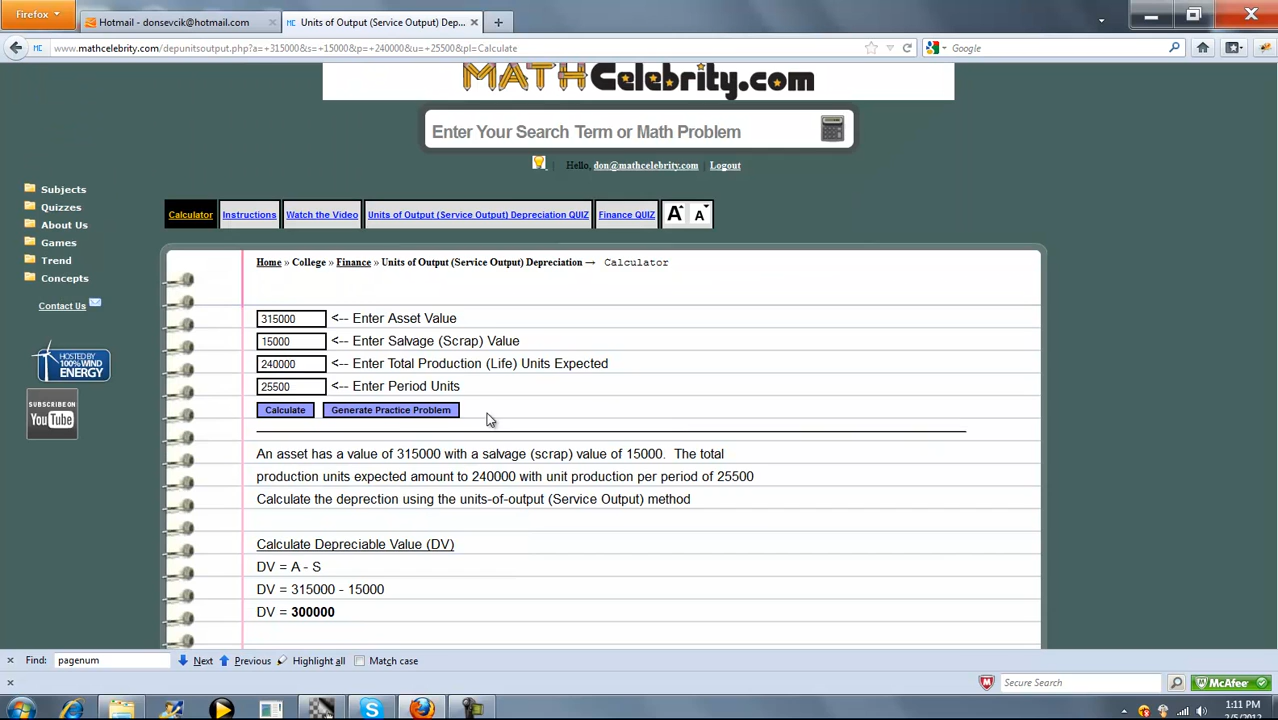 Firefox
Hotmail - donsevcik@hotmail.com
Units of Output (Service Output) Dep...
www.mathcelebrity.com/depunitsoutput.php?a=+315000&s=+15000&p=+240000&u=+25500&pl=Calculate
Google
MATHCelebrity.com
Enter Your Search Term or Math Problem
Hello, don@mathcelebrity.com | Logout
Subjects
Quizzes
About Us
Games
Trend
Concepts
Contact Us
HOSTED BY
100% WIND
ENERGY
SUBSCRIBE ON
YouTube
Calculator
Instructions
Watch the Video
Units of Output (Service Output) Depreciation QUIZ
Finance QUIZ
A A
Home » College » Finance » Units of Output (Service Output) Depreciation → Calculator
315000 <-- Enter Asset Value
15000 <-- Enter Salvage (Scrap) Value
240000 <-- Enter Total Production (Life) Units Expected
25500 <-- Enter Period Units
Calculate Generate Practice Problem
An asset has a value of 315000 with a salvage (scrap) value of 15000. The total
production units expected amount to 240000 with unit production per period of 25500
Calculate the deprection using the units-of-output (Service Output) method
Calculate Depreciable Value (DV)
DV = A - S
DV = 315000 - 15000
DV = 300000
Find: pagenum Next Previous Highlight all Match case
Secure Search
McAfee
1:11 PM
2/5/2012